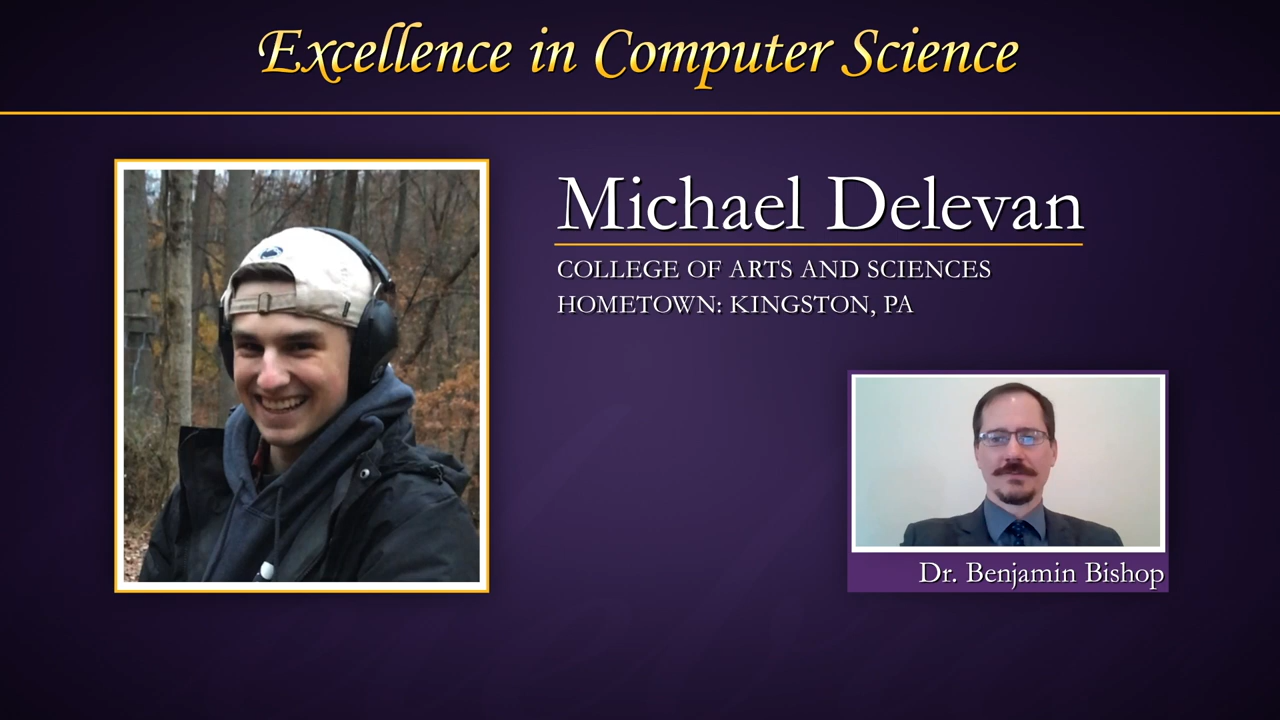 Excellence in Computer Science
Michael Delevan
COLLEGE OF ARTS AND SCIENCES
HOMETOWN: KINGSTON, PA
Dr. Benjamin Bishop